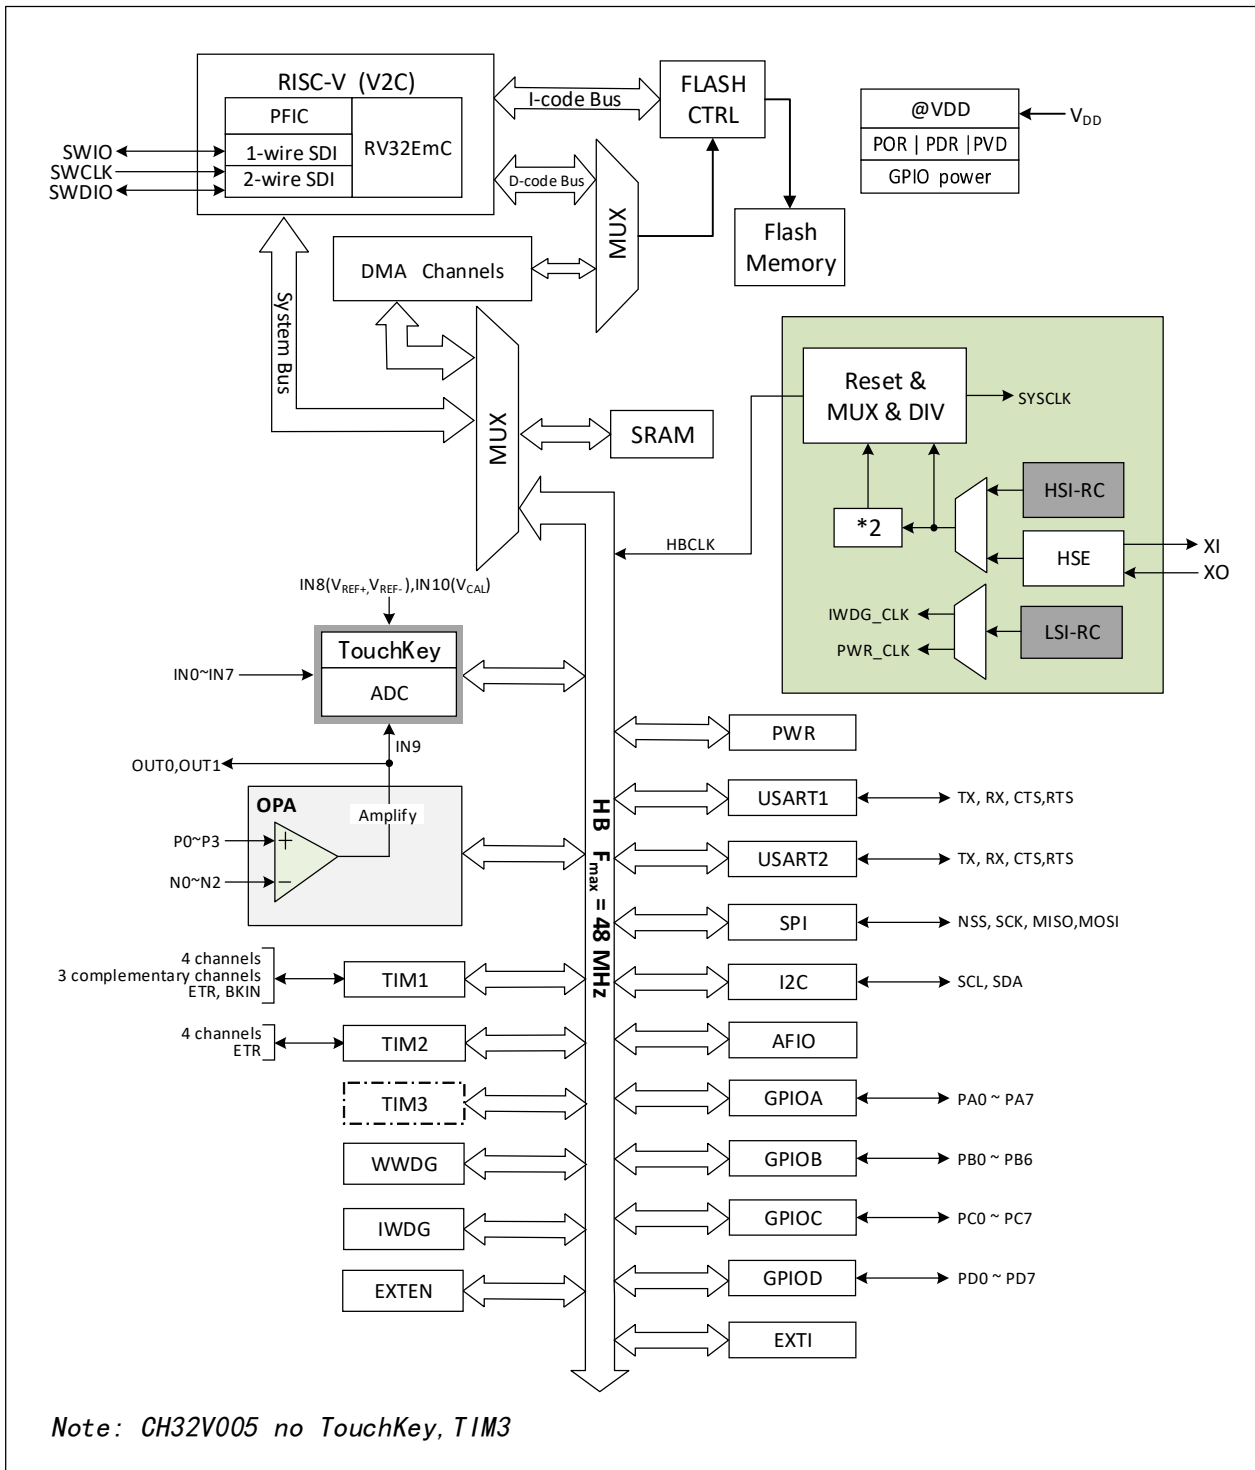 RISC-V (V2C)
PFIC
1-wire SDI
2-wire SDI
RV32EmC
SWIO
SWCLK
SWDIO
I-code Bus
D-code Bus
FLASH
CTRL
MUX
Flash
Memory
@VDD
POR | PDR | PVD
GPIO power
VDD
DMA Channels
System Bus
MUX
SRAM
Reset &
MUX & DIV
SYSCLK
HSI-RC
*2
HSE
XI
XO
HBCLK
IWDG_CLK
PWR_CLK
LSI-RC
IN8(VREF+,VREF-),IN10(VCAL)
TouchKey
ADC
IN0~IN7
IN9
OUT0,OUT1
OPA
Amplify
P0~P3
+
N0~N2
−
HB Fmax = 48 MHz
4 channels
3 complementary channels
ETR, BKIN
TIM1
4 channels
ETR
TIM2
TIM3
WWDG
IWDG
EXTEN
PWR
USART1
TX, RX, CTS,RTS
USART2
TX, RX, CTS,RTS
SPI
NSS, SCK, MISO,MOSI
I2C
SCL, SDA
AFIO
GPIOA
PA0 ~ PA7
GPIOB
PB0 ~ PB6
GPIOC
PC0 ~ PC7
GPIOD
PD0 ~ PD7
EXTI
Note: CH32V005 no TouchKey, TIM3